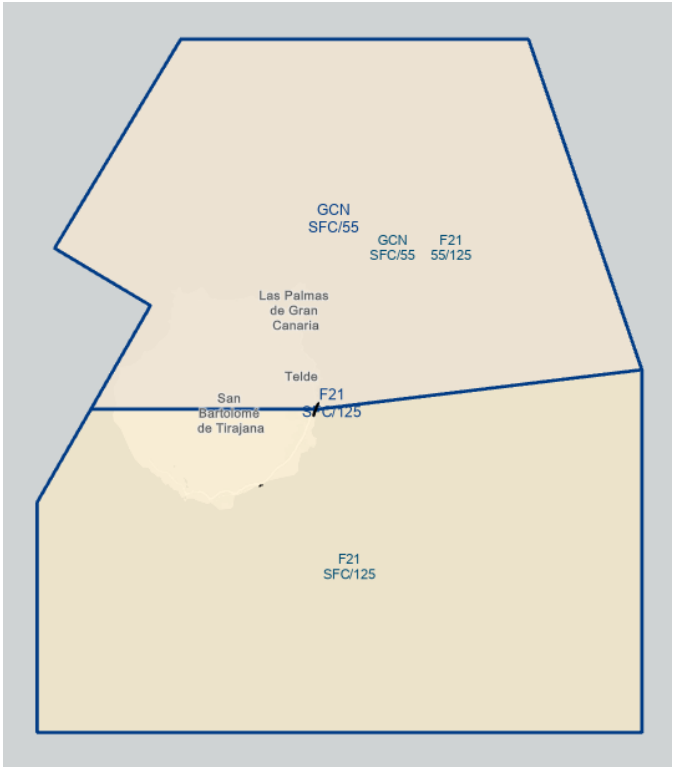 GCN
SFC/55
GCN
SFC/55
F21
55/125
Las Palmas
de Gran
Canaria
Telde
F21
SFC/125
San
Bartolomé
de Tirajana
F21
SFC/125